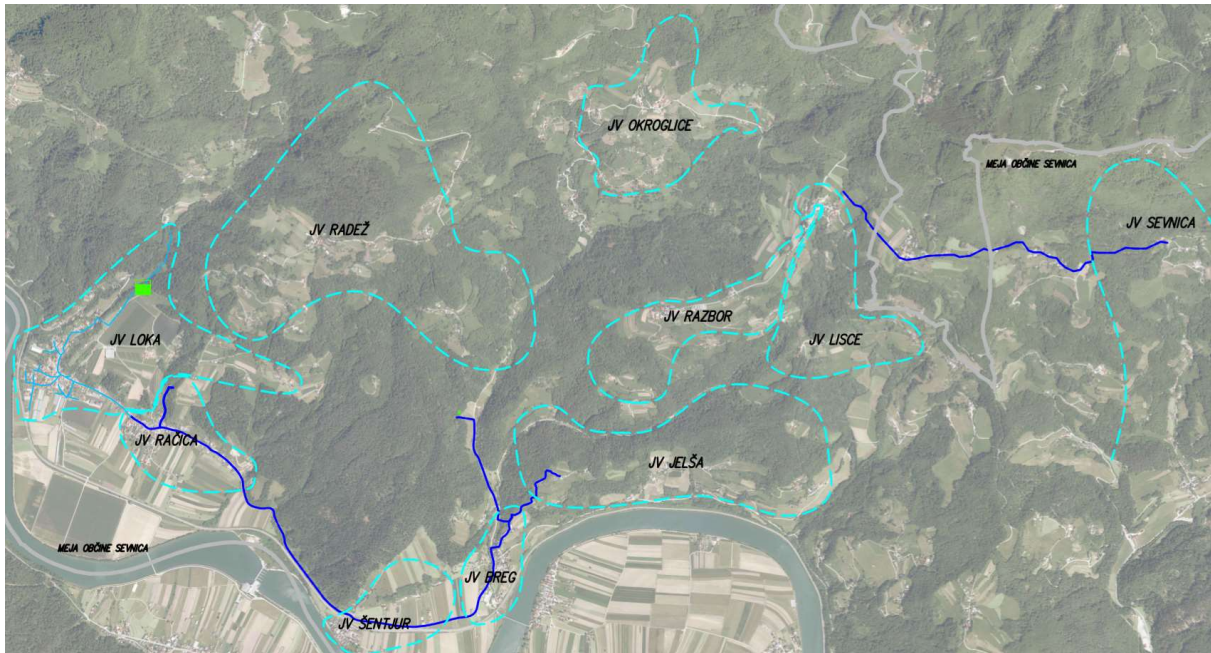 JV OKROGLICE
MEJA OBČINE SEVNICA
JV SEVNICA
JV RADEŽ
JV RAZBOR
JV LOKA
JV LISCE
JV RAČICA
JV JELŠA
MEJA OBČINE SEVNICA
JV BREG
JV ŠENTJUR